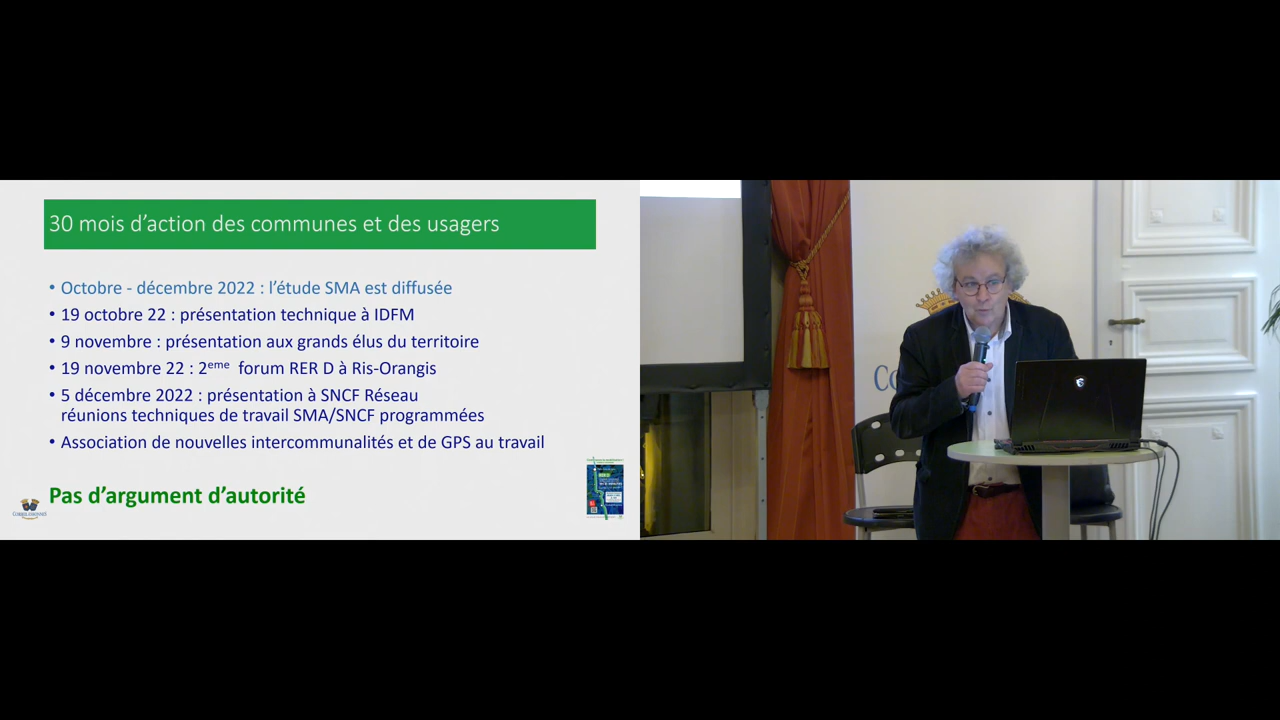 30 mois d’action des communes et des usagers
• Octobre - décembre 2022 : l’étude SMA est diffusée
• 19 octobre 22 : présentation technique à IDFM
• 9 novembre : présentation aux grands élus du territoire
• 19 novembre 22 : 2eme forum RER D à Ris-Orangis
• 5 décembre 2022 : présentation à SNCF Réseau
réunions techniques de travail SMA/SNCF programmées
• Association de nouvelles intercommunalités et de GPS au travail
Pas d’argument d’autorité
Co